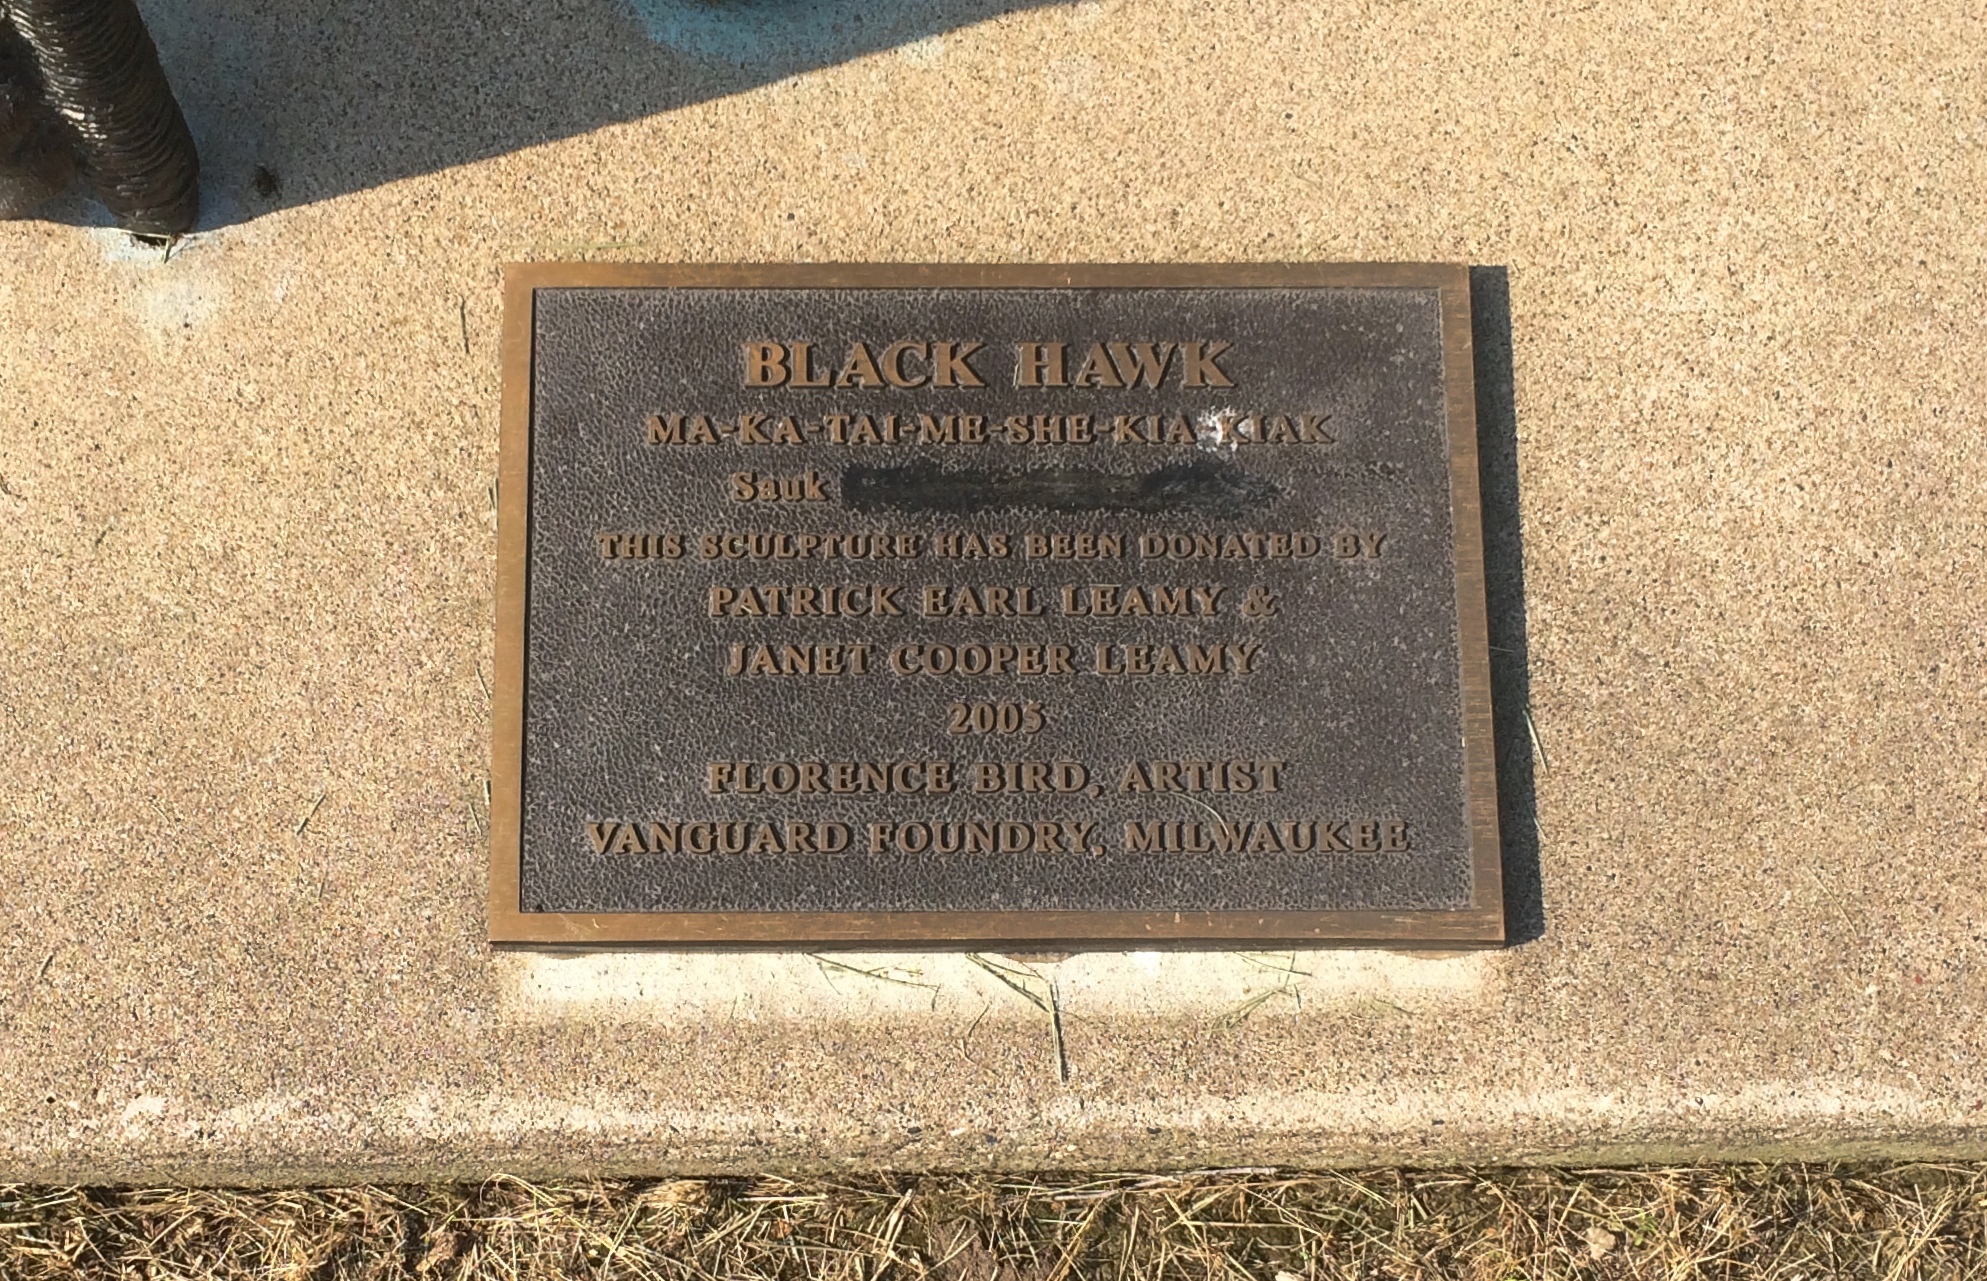 BLACK HAWK
MA-KA-TAI-ME-SHE-KIA-KIAK
Sauk
THIS SCULPTURE HAS BEEN DONATED BY
PATRICK EARL LEAMY &
JANET COOPER LEAMY
2005
FLORENCE BIRD, ARTIST
VANGUARD FOUNDRY, MILWAUKEE